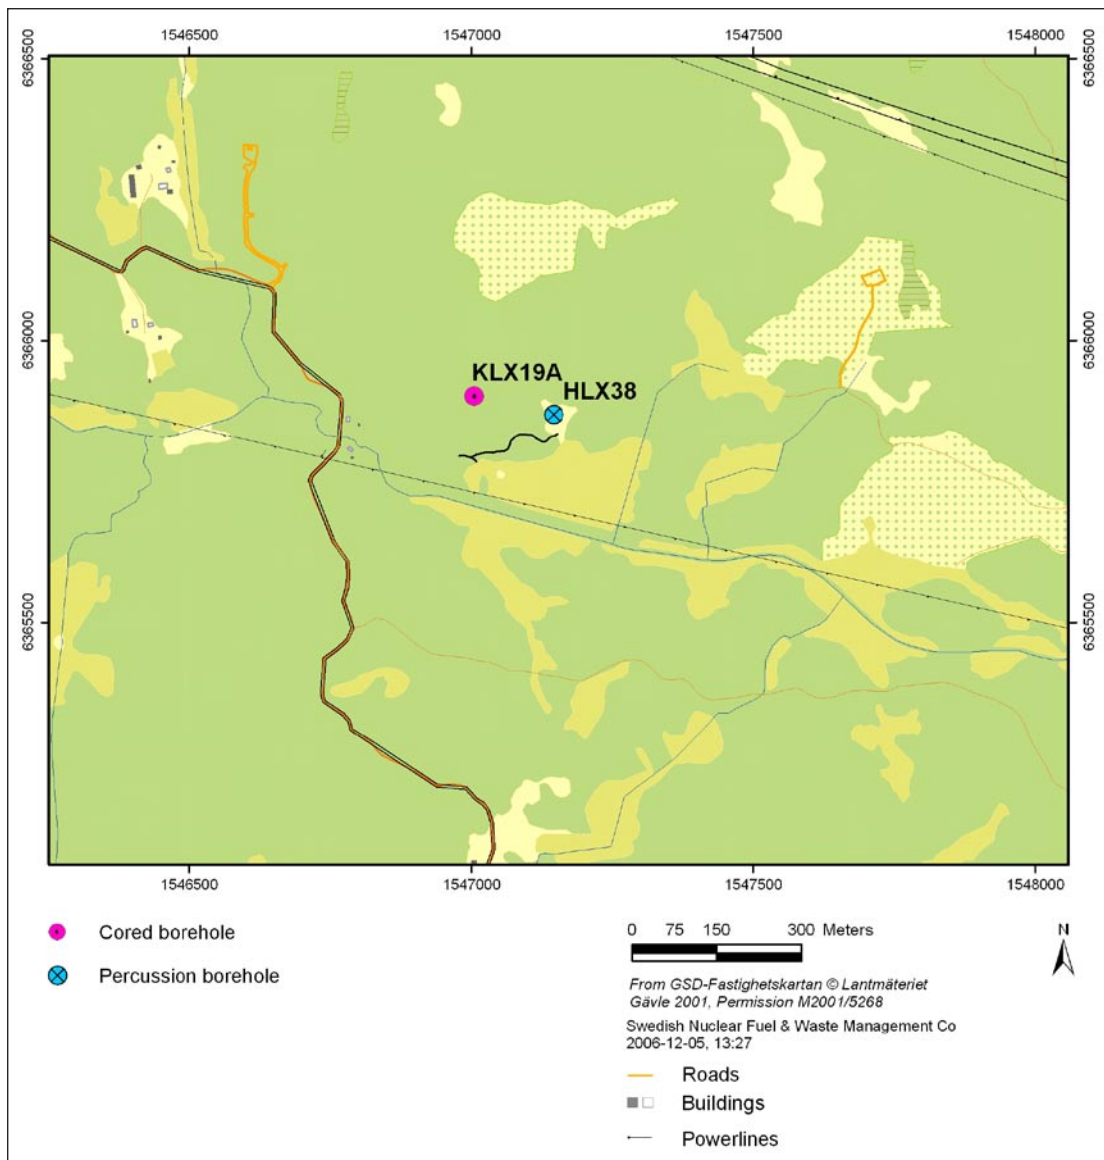 1546500 1547000 1547500 1548000
6366500 6366500
6366000 6366000
KLX19A
HLX38
6365500 6365500
1546500 1547000 1547500 1548000
Cored borehole
Percussion borehole
0 75 150 300 Meters
N
From GSD-Fastighetskartan © Lantmäteriet
Gävle 2001, Permission M2001/5268
Swedish Nuclear Fuel & Waste Management Co
2006-12-05, 13:27
Roads
Buildings
Powerlines